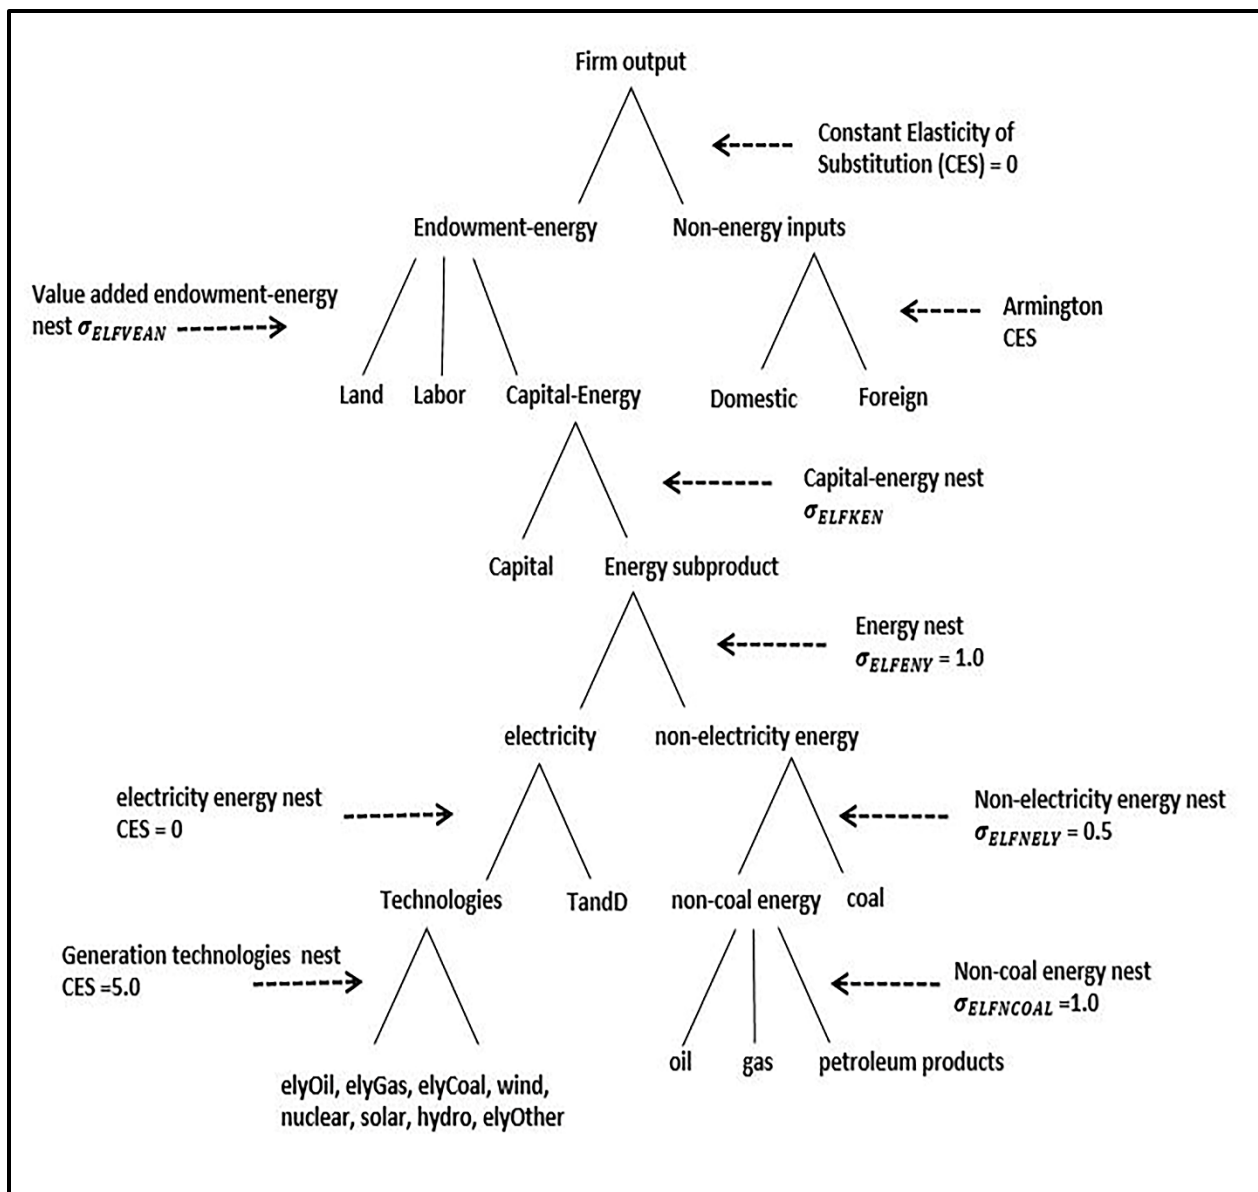 Firm output
Constant Elasticity of
Substitution (CES) = 0
Endowment-energy
Non-energy inputs
Value added endowment-energy
nest σELFVEAN
Armington
CES
Land
Labor
Capital-Energy
Domestic
Foreign
Capital-energy nest
σELFKEN
Capital
Energy subproduct
Energy nest
σELFENY = 1.0
electricity
non-electricity energy
electricity energy nest
CES = 0
Non-electricity energy nest
σELFNELY = 0.5
Technologies
TandD
non-coal energy
coal
Generation technologies nest
CES =5.0
Non-coal energy nest
σELFNCOAL =1.0
oil
gas
petroleum products
elyOil, elyGas, elyCoal, wind,
nuclear, solar, hydro, elyOther